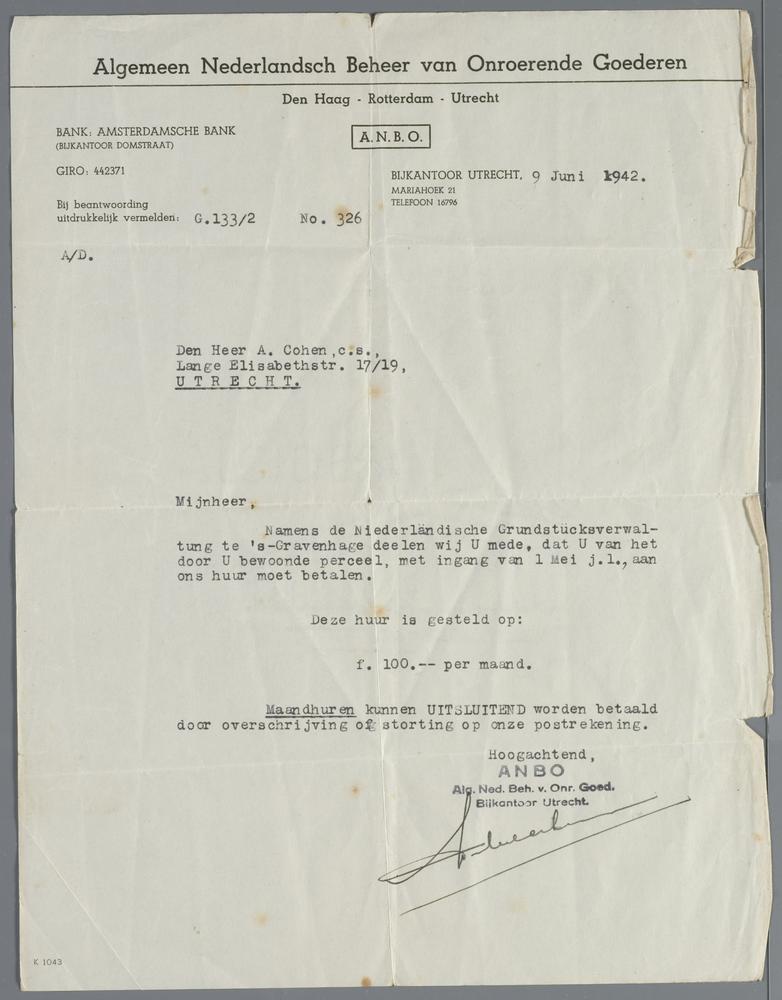 Algemeen Nederlandsch Beheer van Onroerende Goederen
Den Haag - Rotterdam - Utrecht
BANK: AMSTERDAMSCHE BANK
(BIJKANTOOR DOMSTRAAT)
A.N.B.O.
GIRO: 442371
BIJKANTOOR UTRECHT, 9 Juni 1942.
MARIAHOEK 21
TELEFOON 16796
Bij beantwoording
uitdrukkelijk vermelden: G.133/2 No. 326
A/D.
Den Heer A. Cohen,c.s.,
Lange Elisabethstr. 17/19,
U T R E C H T.
Mijnheer,
Namens de Niederländische Grundstücksverwal-
tung te 's-Gravenhage deelen wij U mede, dat U van het
door U bewoonde perceel, met ingang van 1 Mei j.l., aan
ons huur moet betalen.
Deze huur is gesteld op:
f. 100.-- per maand.
Maandhuren kunnen UITSLUITEND worden betaald
door overschrijving of storting op onze postrekening.
Hoogachtend,
ANBO
Alg. Ned. Beh. v. Onr. Goed.
Bijkantoor Utrecht.
K 1043